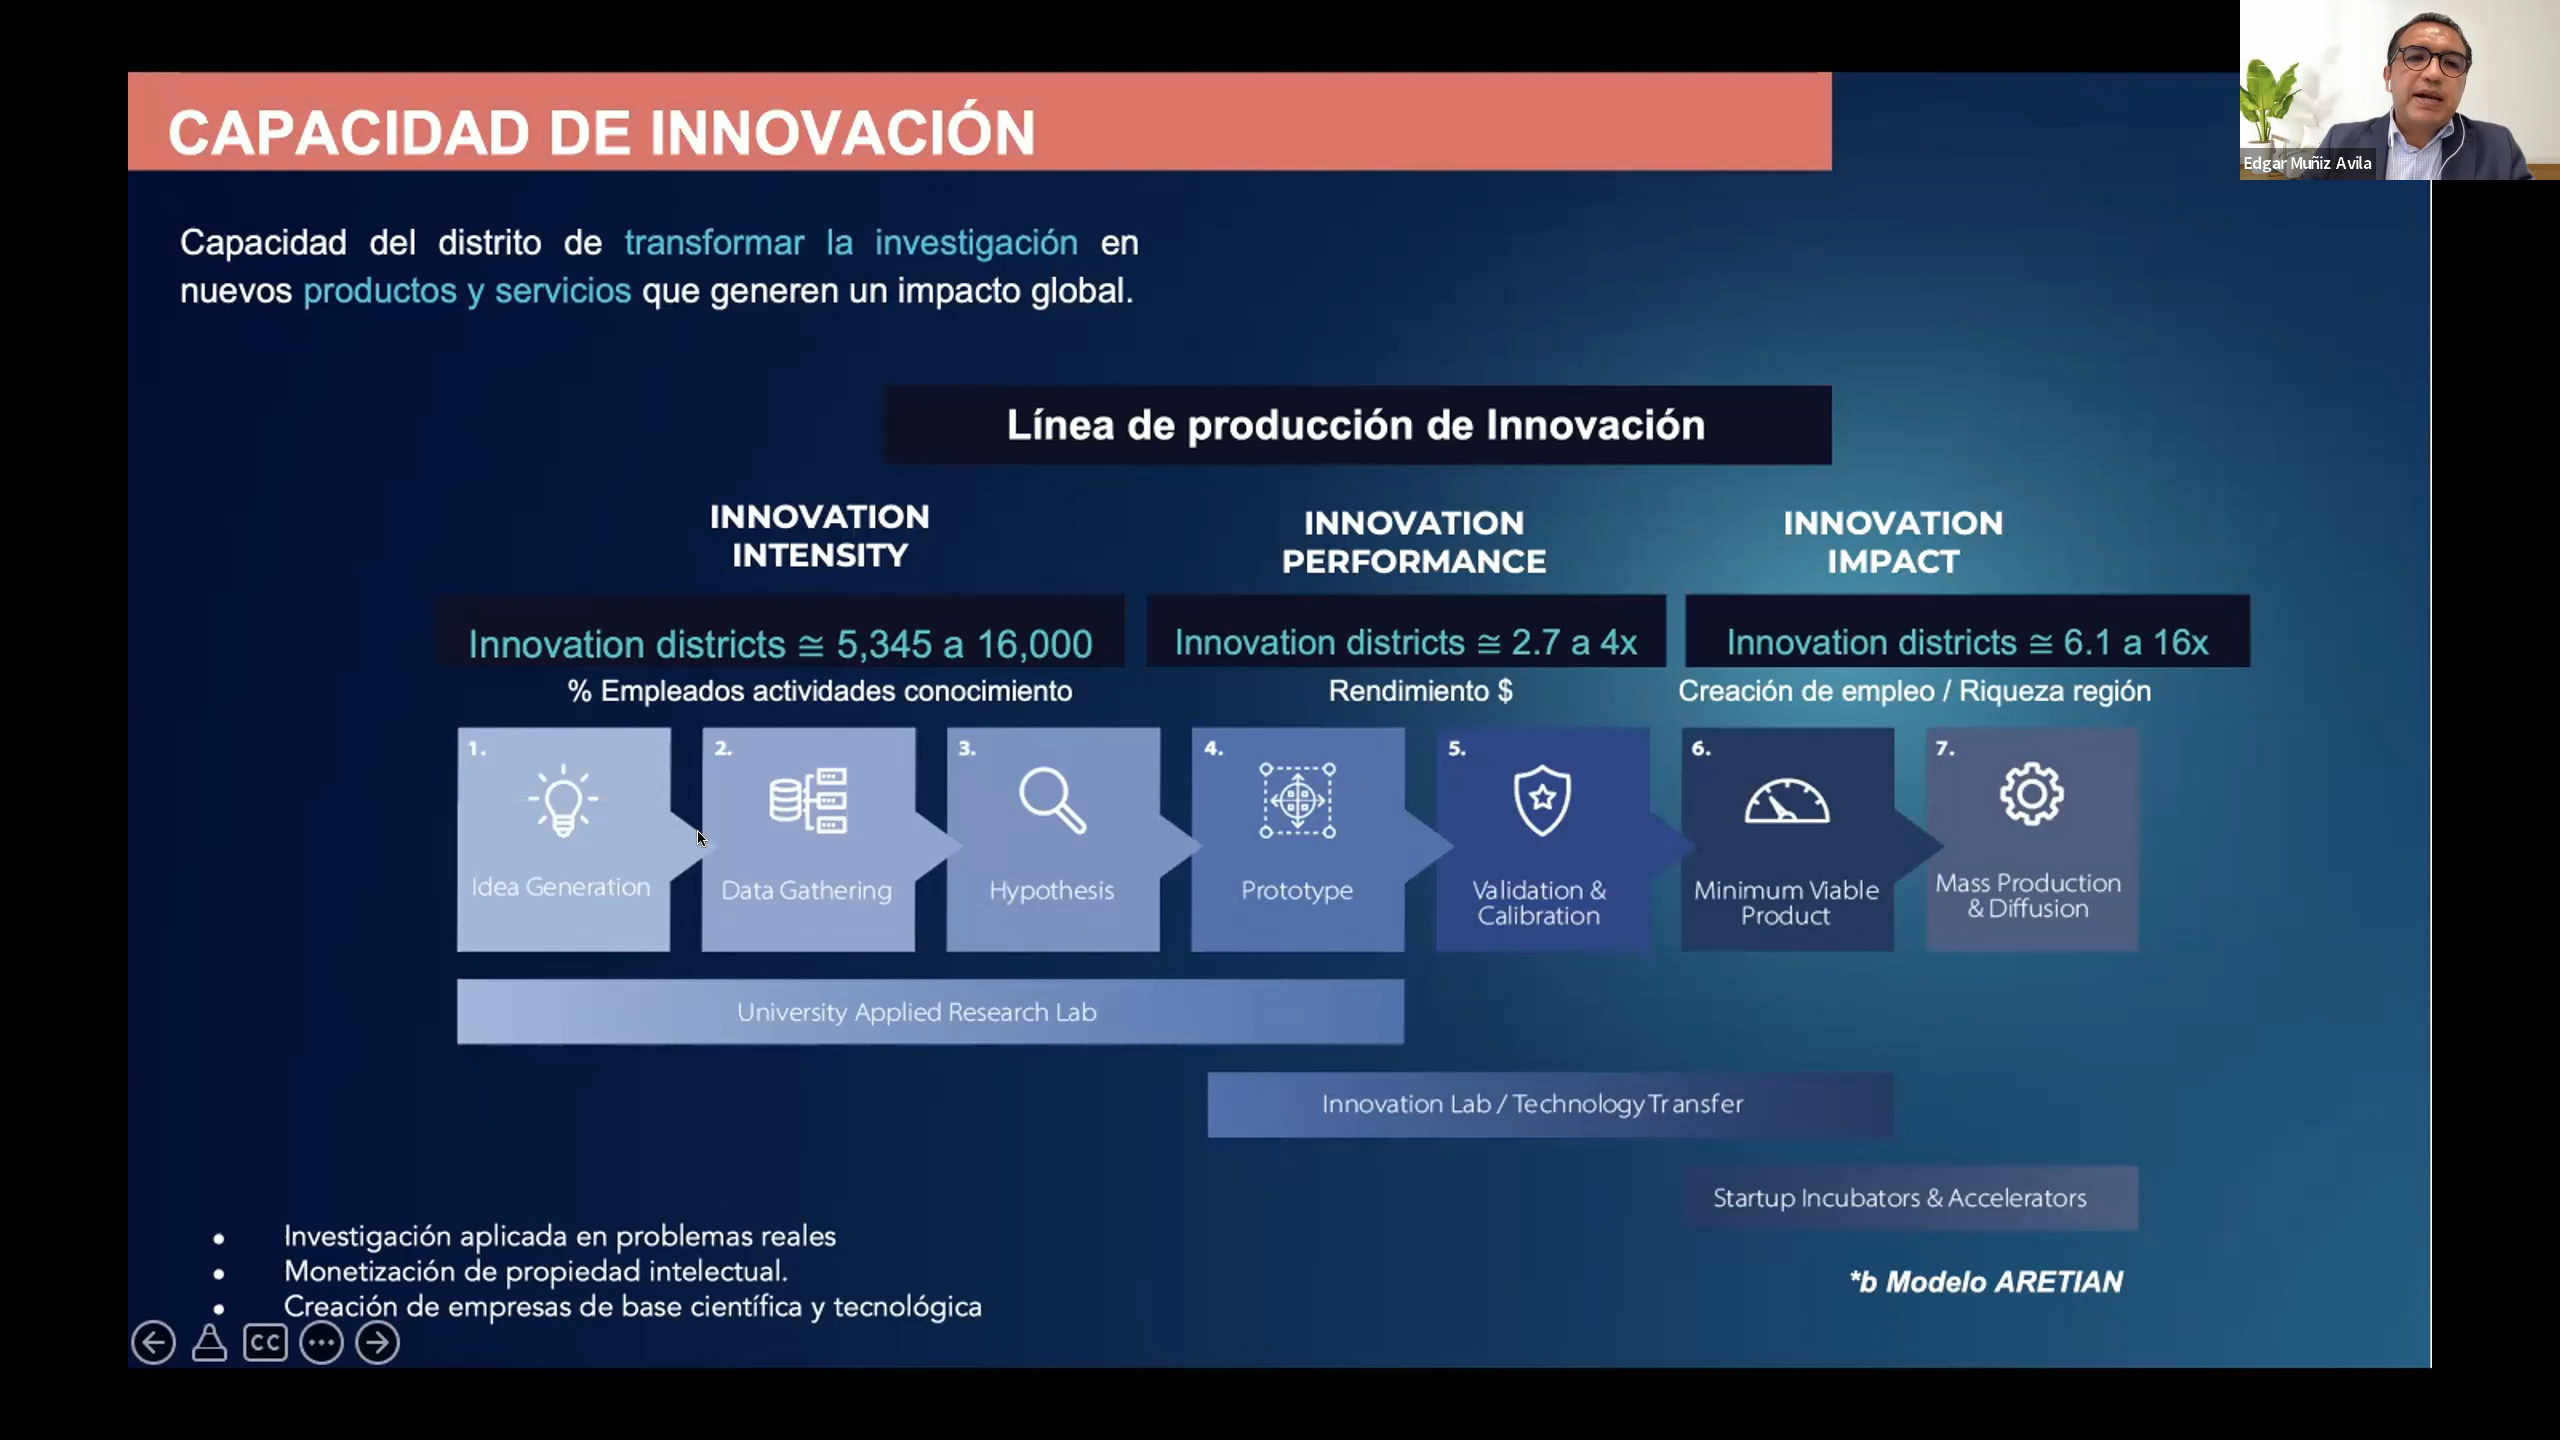 CAPACIDAD DE INNOVACIÓN
Edgar Muñiz Avila
Capacidad del distrito de transformar la investigación en
nuevos productos y servicios que generen un impacto global.
Línea de producción de Innovación
INNOVATION
INTENSITY
INNOVATION
PERFORMANCE
INNOVATION
IMPACT
Innovation districts ≅ 5,345 a 16,000
Innovation districts ≅ 2.7 a 4x
Innovation districts ≅ 6.1 a 16x
% Empleados actividades conocimiento
Rendimiento $
Creación de empleo / Riqueza región
1.
Idea Generation
2.
Data Gathering
3.
Hypothesis
4.
Prototype
5.
Validation &
Calibration
6.
Minimum Viable
Product
7.
Mass Production
& Diffusion
University Applied Research Lab
Innovation Lab / Technology Transfer
Startup Incubators & Accelerators
• Investigación aplicada en problemas reales
• Monetización de propiedad intelectual.
• Creación de empresas de base científica y tecnológica
*b Modelo ARETIAN
CC